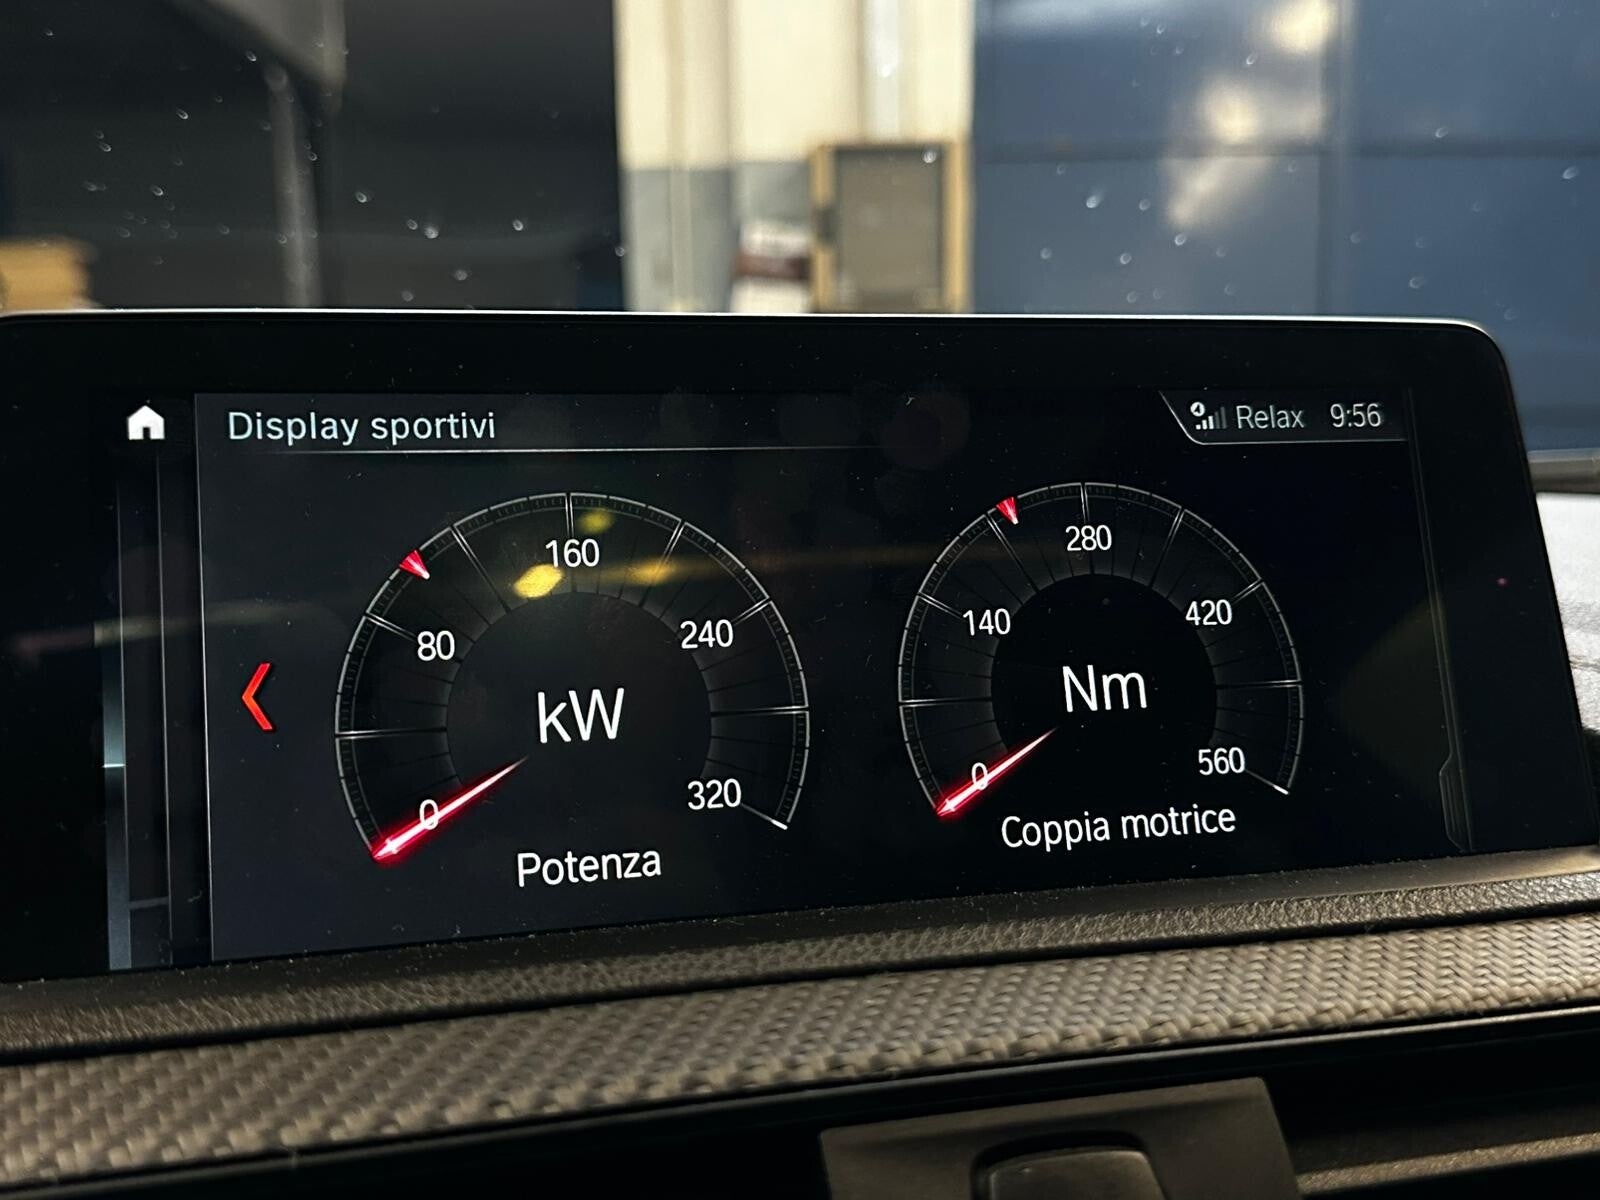 Display sportivi
Relax 9:56
160
80
240
kW
0
320
Potenza
280
140
420
Nm
0
560
Coppia motrice